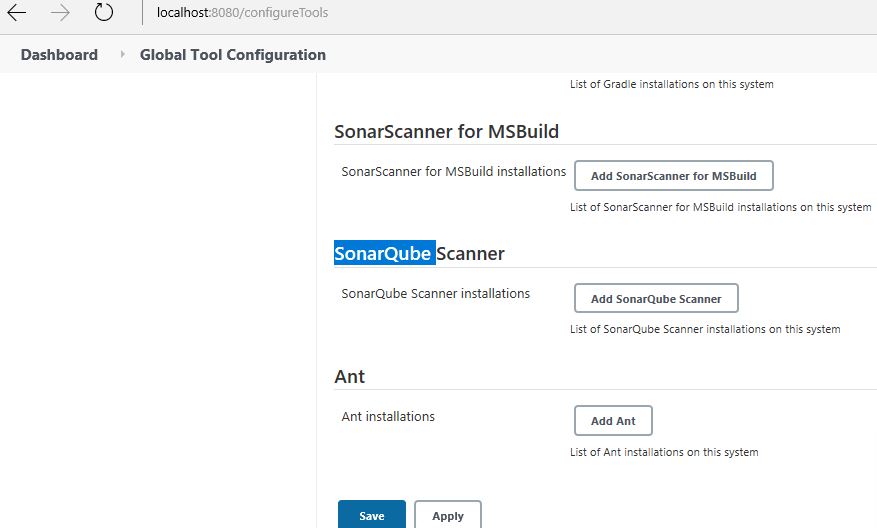 localhost:8080/configureTools
Dashboard Global Tool Configuration
List of Gradle installations on this system
SonarScanner for MSBuild
SonarScanner for MSBuild installations Add SonarScanner for MSBuild
List of SonarScanner for MSBuild installations on this system
SonarQube Scanner
SonarQube Scanner installations Add SonarQube Scanner
List of SonarQube Scanner installations on this system
Ant
Ant installations Add Ant
List of Ant installations on this system
Save Apply